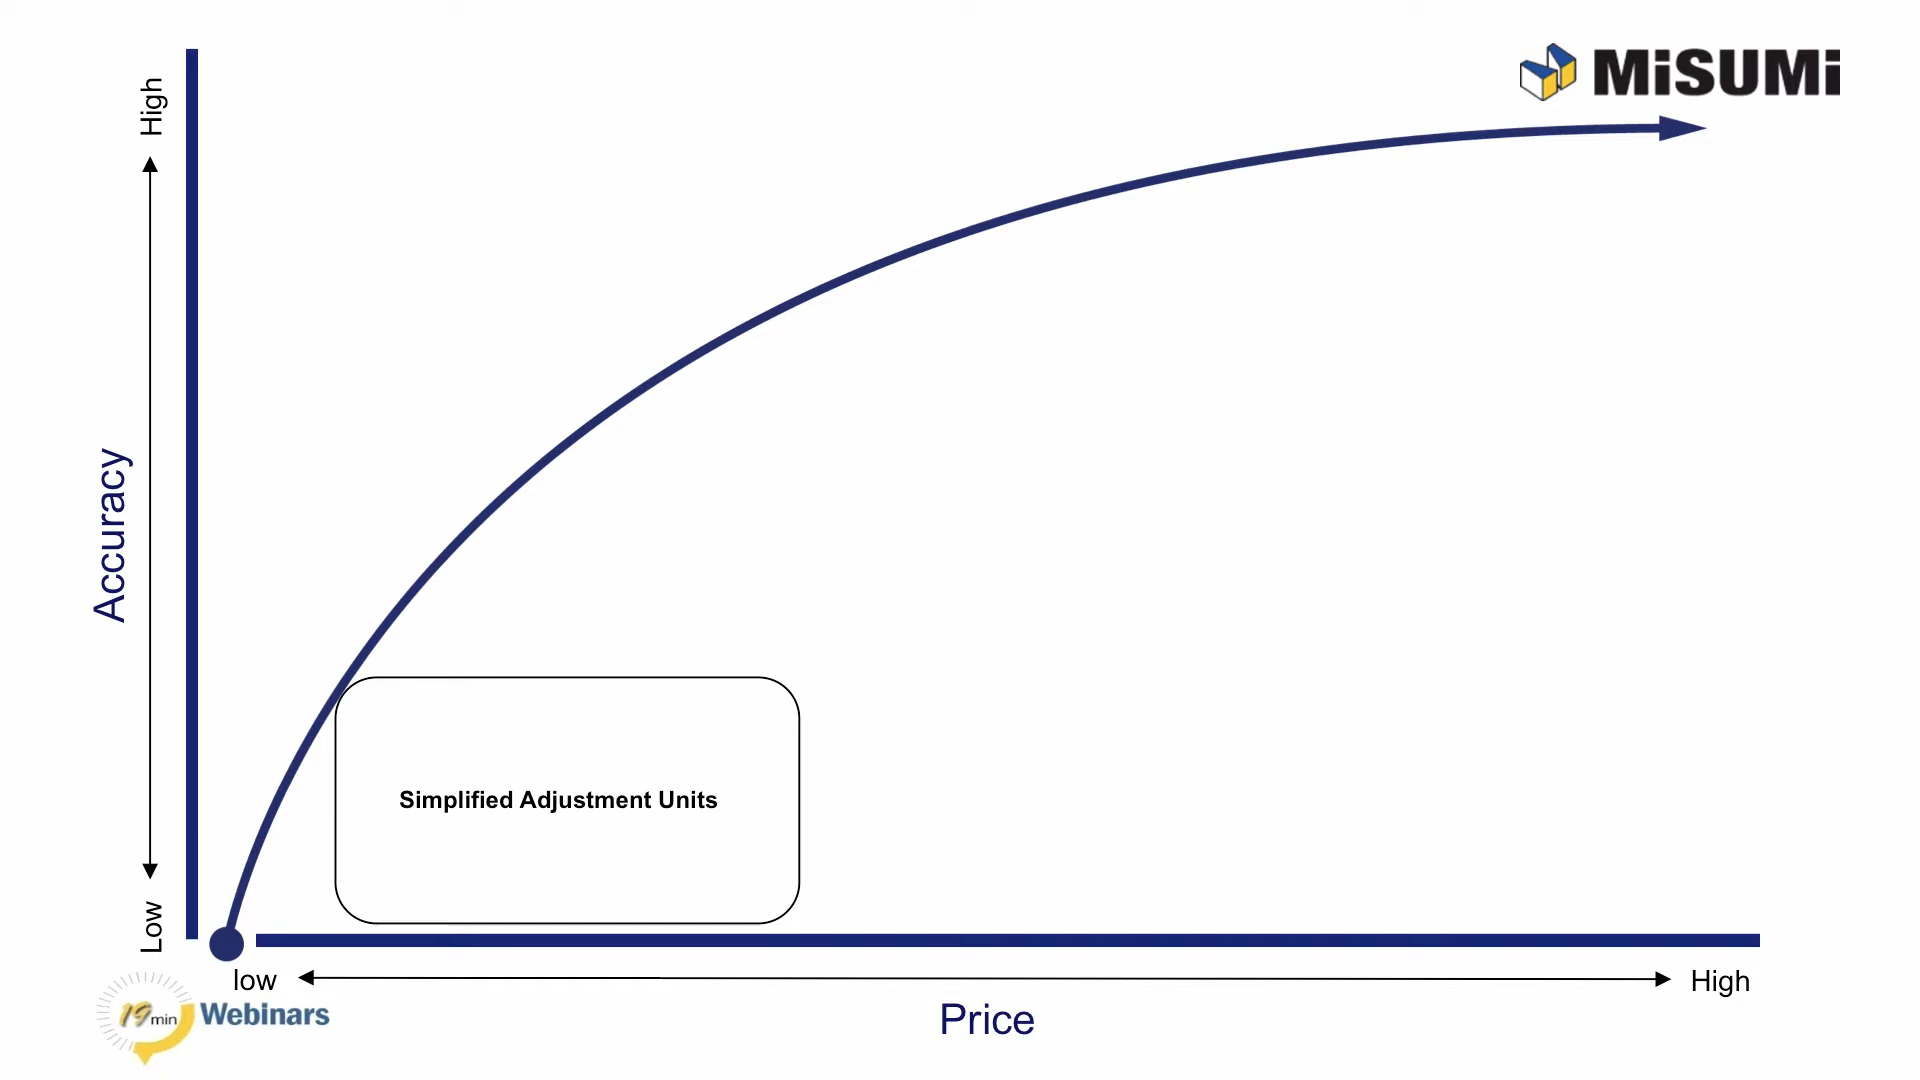 MiSUMi
High
Accuracy
Simplified Adjustment Units
Low
low
High
Price
19 min Webinars